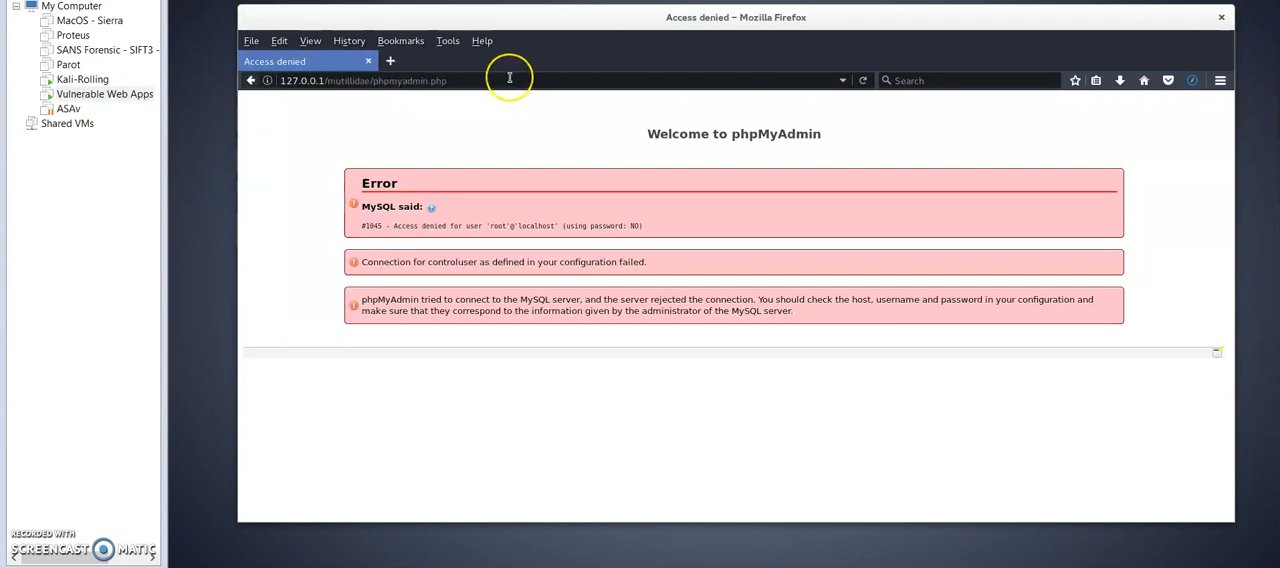 My Computer
MacOS - Sierra
Proteus
SANS Forensic - SIFT3 -
Parot
Kali-Rolling
Vulnerable Web Apps
ASAv
Shared VMs
Access denied – Mozilla Firefox
File Edit View History Bookmarks Tools Help
Access denied
127.0.0.1/mutillidae/phpmyadmin.php
Search
Welcome to phpMyAdmin
Error
MySQL said:
#1045 - Access denied for user 'root'@'localhost' (using password: NO)
Connection for controluser as defined in your configuration failed.
phpMyAdmin tried to connect to the MySQL server, and the server rejected the connection. You should check the host, username and password in your configuration and
make sure that they correspond to the information given by the administrator of the MySQL server.
RECORDED WITH
SCREENCAST MATIC